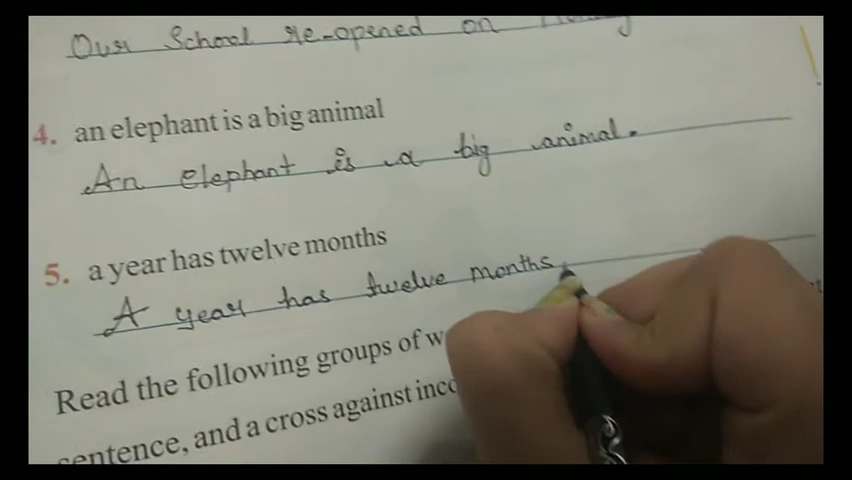 Our School re-opened on
4. an elephant is a big animal
An elephant is a big animal.
5. a year has twelve months
A year has twelve months
Read the following groups of
sentence, and a cross against